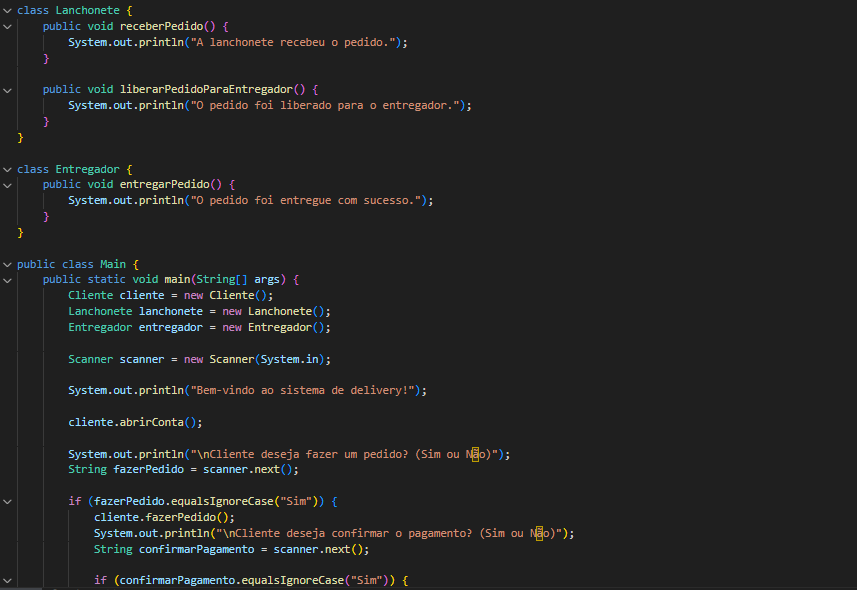 class Lanchonete {
public void receberPedido() {
System.out.println("A lanchonete recebeu o pedido.");
}
public void liberarPedidoParaEntregador() {
System.out.println("O pedido foi liberado para o entregador.");
}
}
class Entregador {
public void entregarPedido() {
System.out.println("O pedido foi entregue com sucesso.");
}
}
public class Main {
public static void main(String[] args) {
Cliente cliente = new Cliente();
Lanchonete lanchonete = new Lanchonete();
Entregador entregador = new Entregador();
Scanner scanner = new Scanner(System.in);
System.out.println("Bem-vindo ao sistema de delivery!");
cliente.abrirConta();
System.out.println("\nCliente deseja fazer um pedido? (Sim ou Não)");
String fazerPedido = scanner.next();
if (fazerPedido.equalsIgnoreCase("Sim")) {
cliente.fazerPedido();
System.out.println("\nCliente deseja confirmar o pagamento? (Sim ou Não)");
String confirmarPagamento = scanner.next();
if (confirmarPagamento.equalsIgnoreCase("Sim")) {